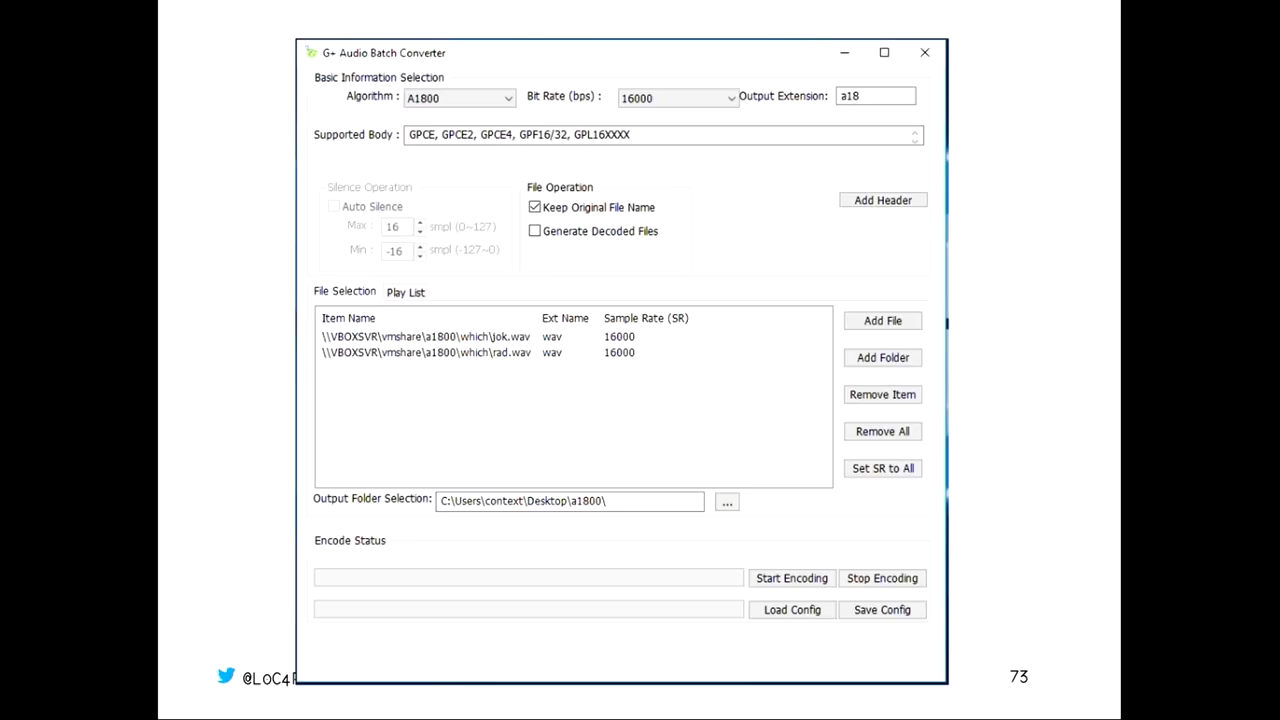 G+ Audio Batch Converter
Basic Information Selection
Algorithm : A1800 Bit Rate (bps) : 16000 Output Extension: a18
Supported Body : GPCE, GPCE2, GPCE4, GPF16/32, GPL16XXXX
Silence Operation File Operation
Auto Silence Keep Original File Name Add Header
Max : 16 smpl (0~127) Generate Decoded Files
Min : -16 smpl (-127~0)
File Selection Play List
Item Name Ext Name Sample Rate (SR) Add File
\\VBOXSVR\vmshare\a1800\which\jok.wav wav 16000
\\VBOXSVR\vmshare\a1800\which\rad.wav wav 16000
Add Folder
Remove Item
Remove All
Set SR to All
Output Folder Selection: C:\Users\context\Desktop\a1800\ ...
Encode Status
Start Encoding Stop Encoding
Load Config Save Config
73